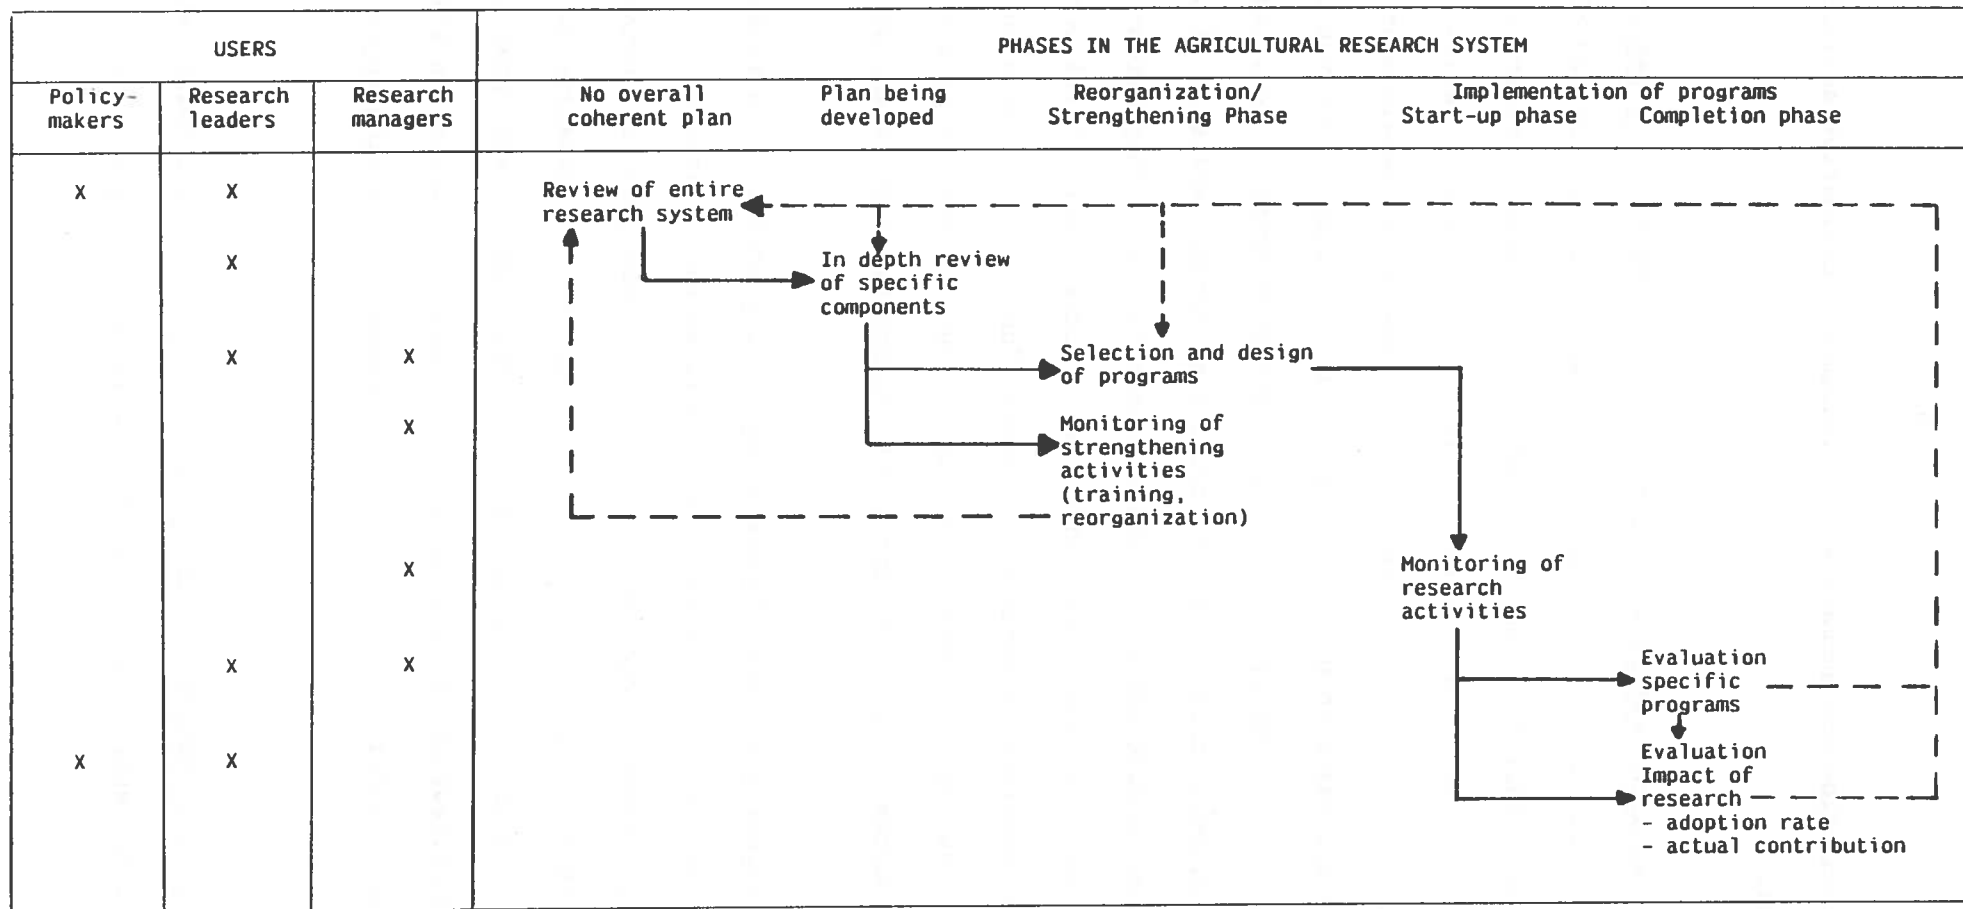 USERS
PHASES IN THE AGRICULTURAL RESEARCH SYSTEM
Policy-
makers
Research
leaders
Research
managers
No overall
coherent plan
Plan being
developed
Reorganization/
Strengthening Phase
Implementation of programs
Start-up phase
Completion phase
X X
Review of entire
research system
X
In depth review
of specific
components
X X
Selection and design
of programs
X
Monitoring of
strengthening
activities
(training,
reorganization)
X
Monitoring of
research
activities
X X
Evaluation
specific
programs
X X
Evaluation
Impact of
research
- adoption rate
- actual contribution